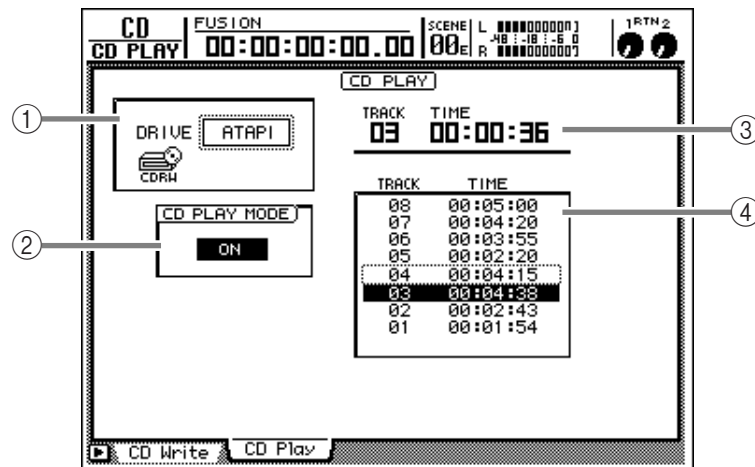 CD
CD PLAY
FUSION
00:00:00:00.00
SCENE
00E
L
R
-48 -18 -6 0
1 RTN 2
CD PLAY
DRIVE ATAPI
CDRW
CD PLAY MODE
ON
TRACK TIME
03 00:00:36
TRACK TIME
08 00:05:00
07 00:04:20
06 00:03:55
05 00:02:20
04 00:04:15
03 00:04:38
02 00:02:43
01 00:01:54
CD Write CD Play
1
2
3
4